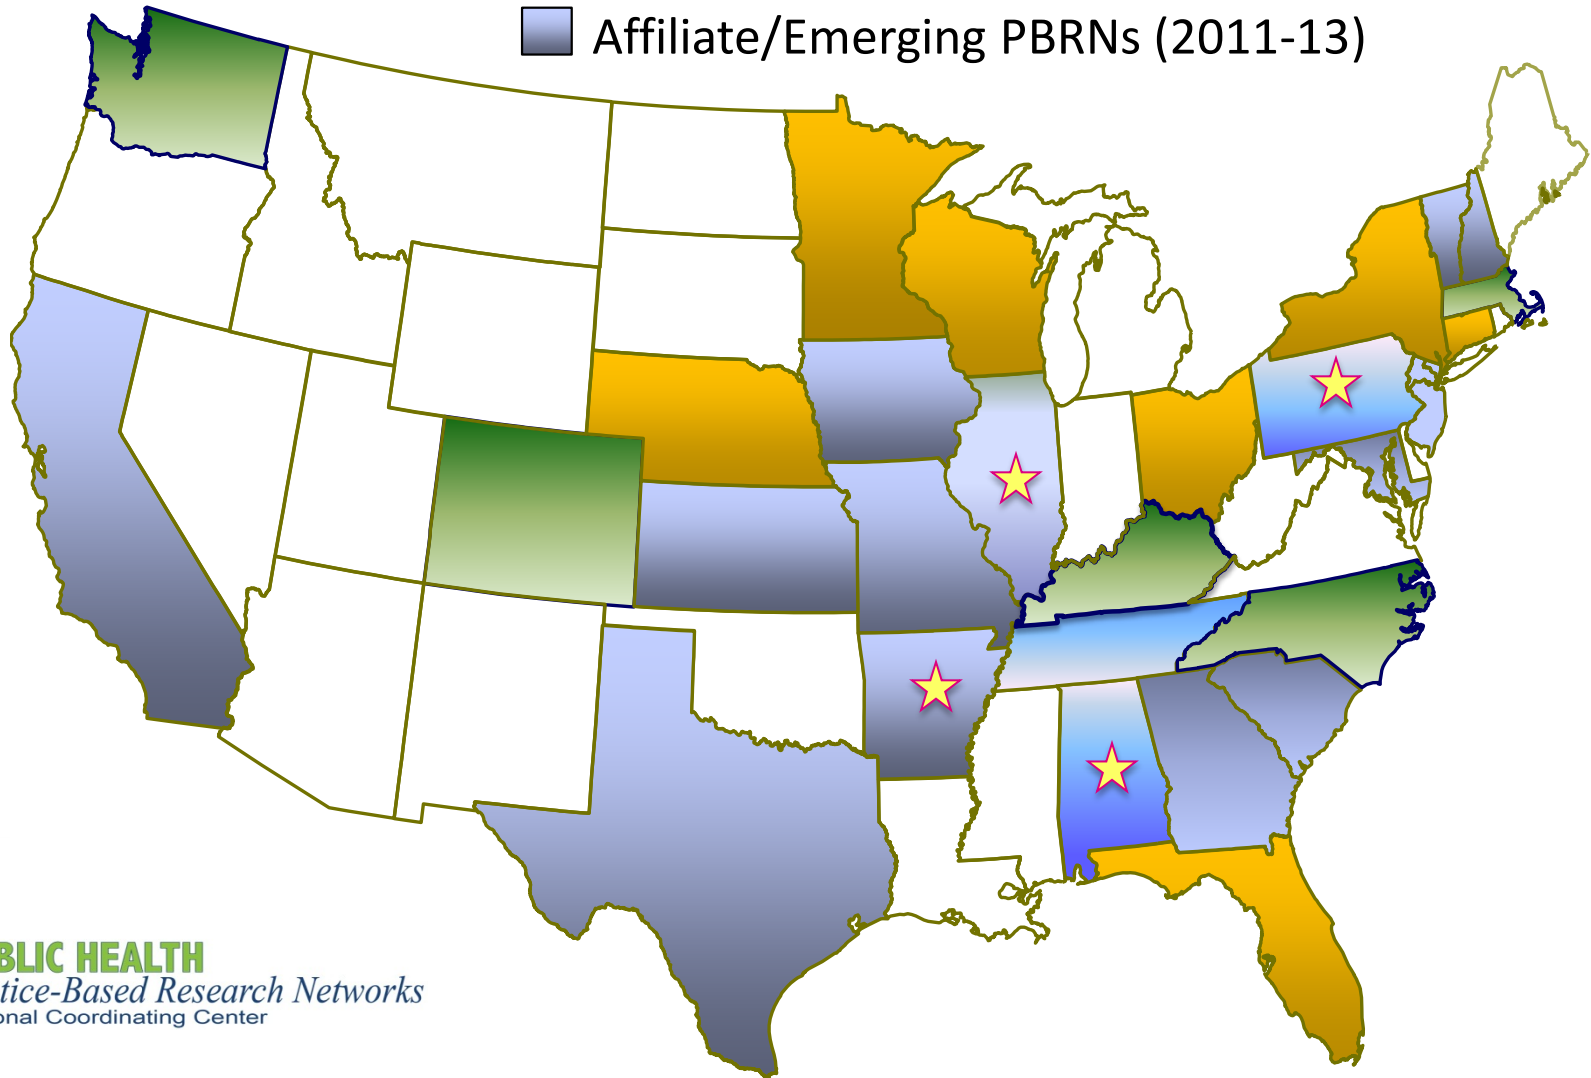 Affiliate/Emerging PBRNs (2011-13)
BLIC HEALTH
tice-Based Research Networks
onal Coordinating Center